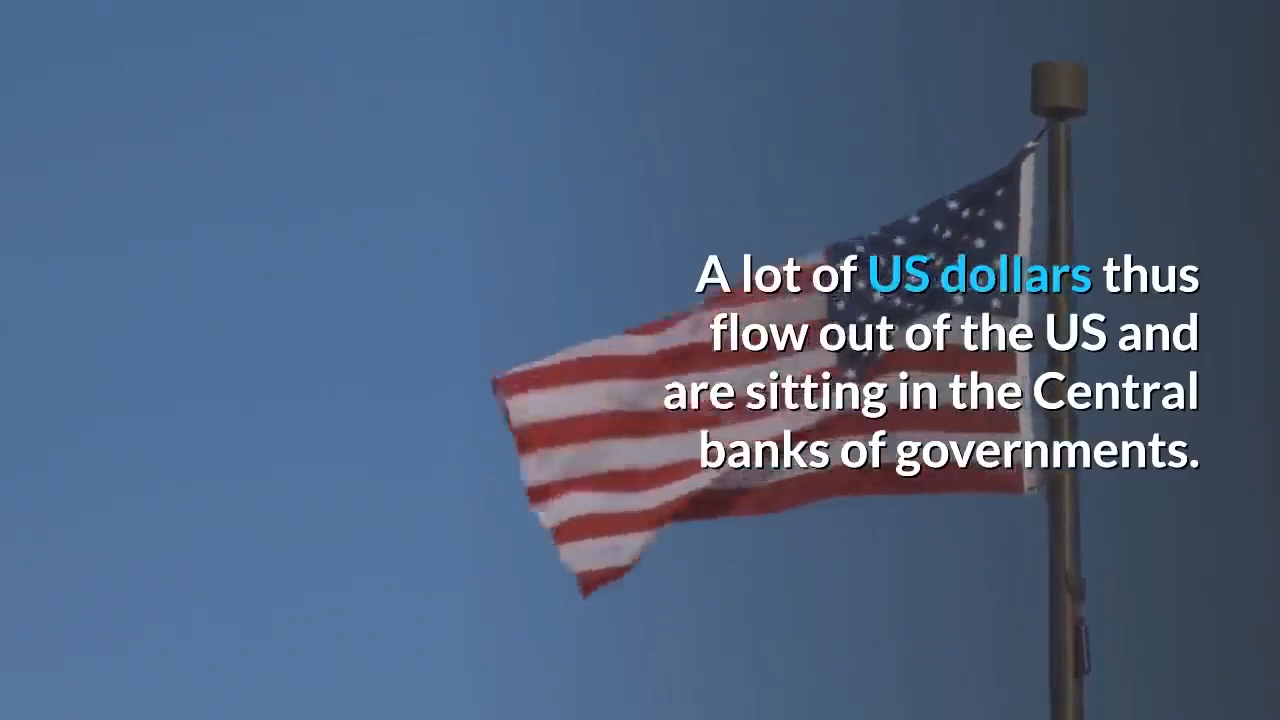 A lot of US dollars thus
flow out of the US and
are sitting in the Central
banks of governments.